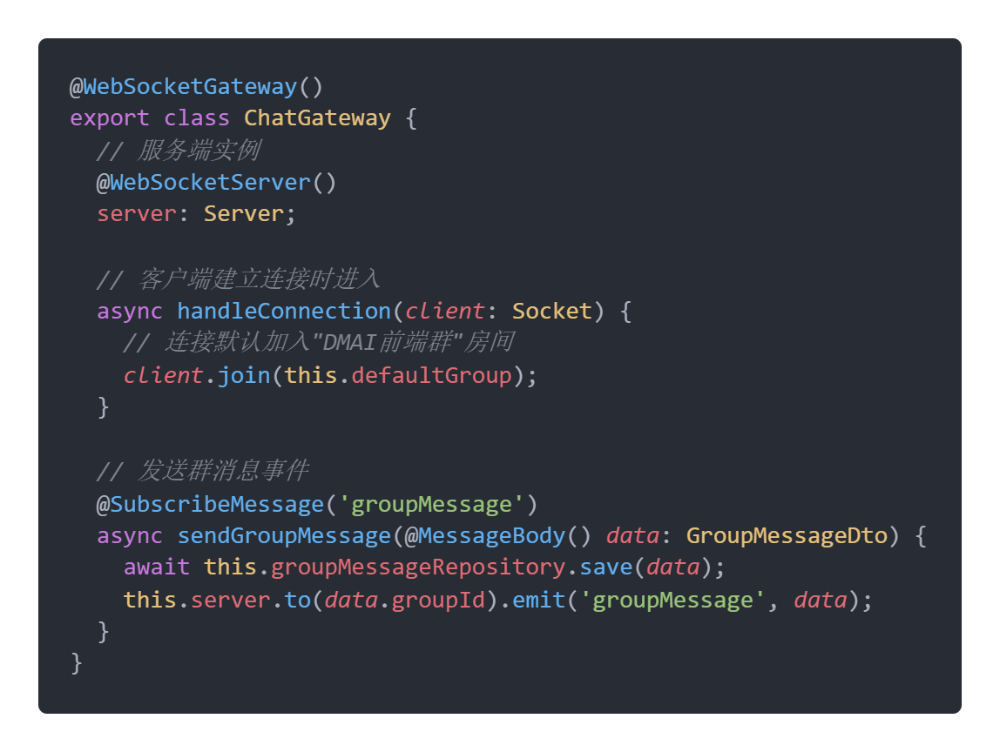 @WebSocketGateway()
export class ChatGateway {
  // 服务端实例
  @WebSocketServer()
  server: Server;

  // 客户端建立连接时进入
  async handleConnection(client: Socket) {
    // 连接默认加入"DMAI前端群"房间
    client.join(this.defaultGroup);
  }

  // 发送群消息事件
  @SubscribeMessage('groupMessage')
  async sendGroupMessage(@MessageBody() data: GroupMessageDto) {
    await this.groupMessageRepository.save(data);
    this.server.to(data.groupId).emit('groupMessage', data);
  }
}